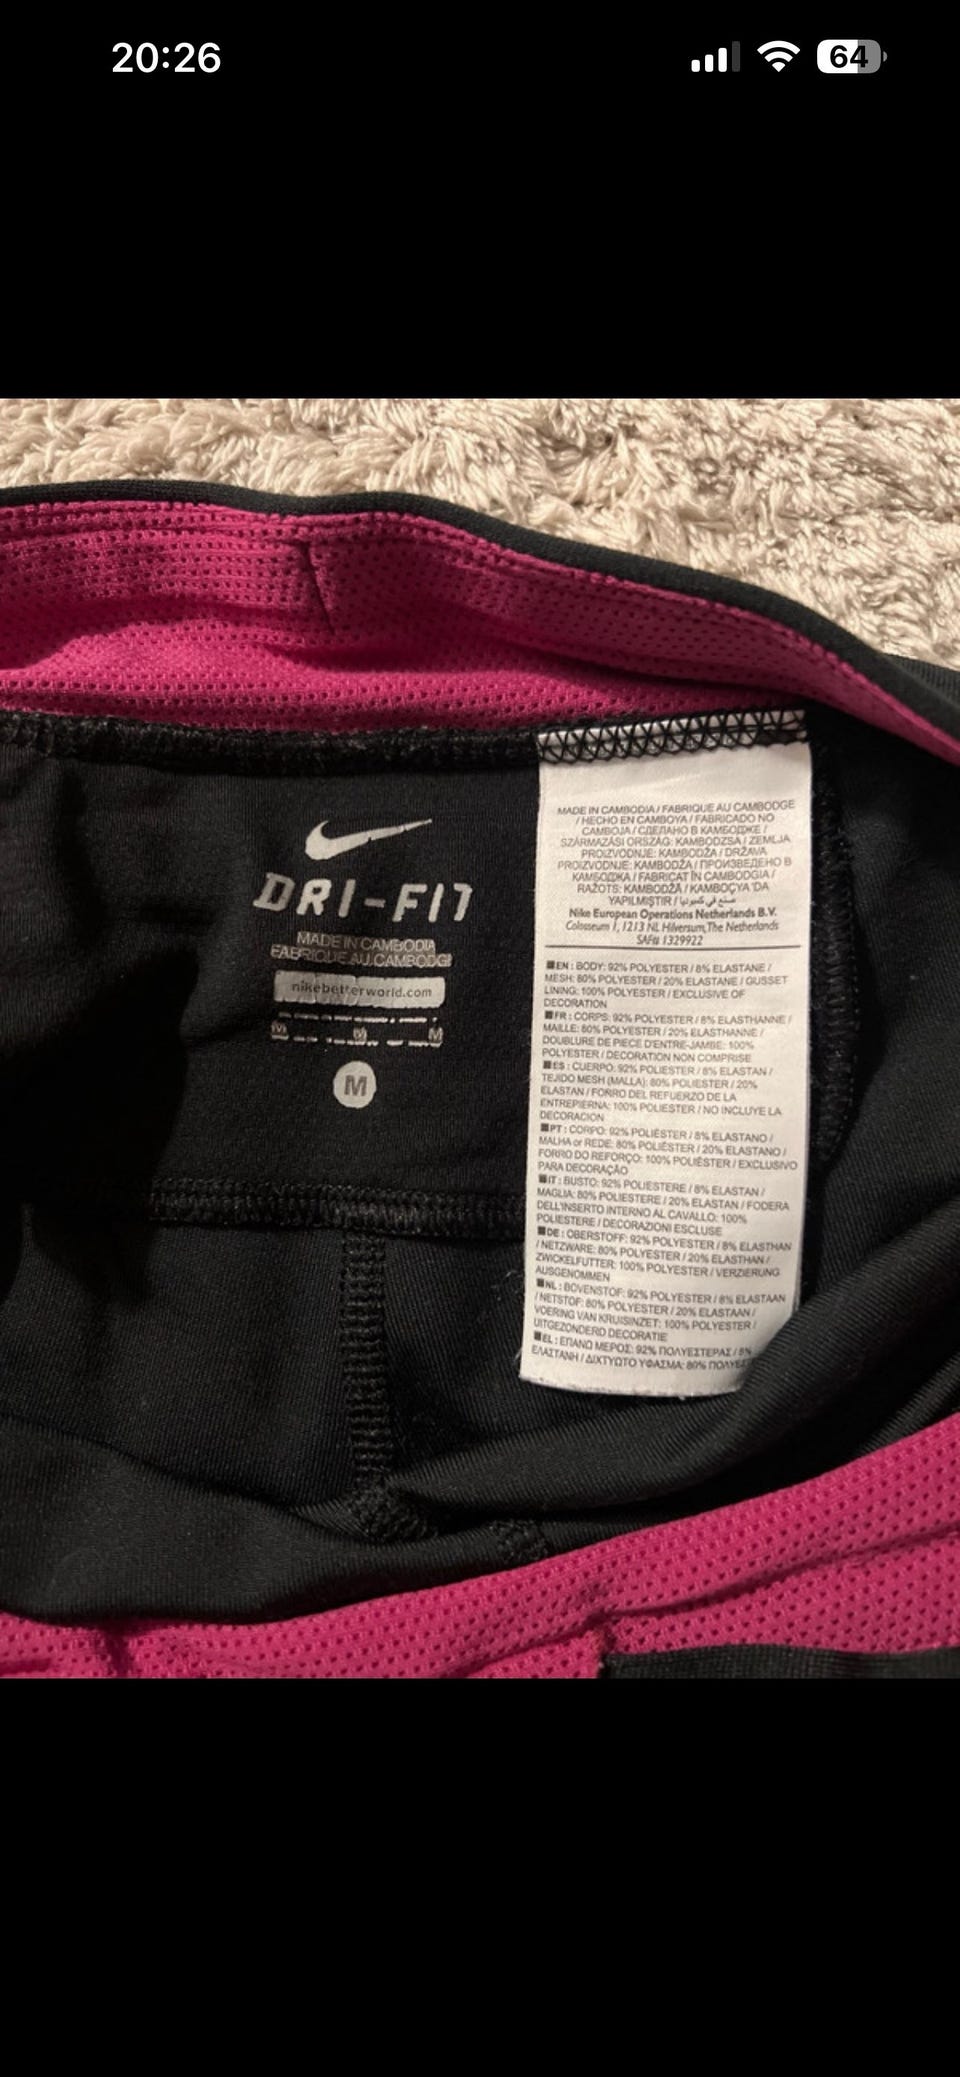 20:26
64
DRI-FIT
MADE IN CAMBODIA
FABRIQUE AU CAMBODGE
nikebetterworld.com
M M M
M
MADE IN CAMBODIA / FABRIQUE AU CAMBODGE
/ HECHO EN CAMBOYA / FABRICADO NO
CAMBOJA / СДЕЛАНО В КАМБОДЖЕ /
SZÁRMAZÁSI ORSZÁG: KAMBODZSA / ZEMLJA
PROIZVODNJE: KAMBODŽA / DRŽAVA
PROIZVODNJE: KAMBODŽA / ПРОИЗВЕДЕНО В
КАМБОДЖА / FABRICAT ÎN CAMBODGIA /
RAŽOTS: KAMBODŽĀ / KAMBOÇYA 'DA
YAPILMIŞTIR / صنع في كمبوديا
Nike European Operations Netherlands B.V.
Colosseum 1, 1213 NL Hilversum, The Netherlands
SAF# 1329922
EN : BODY: 92% POLYESTER / 8% ELASTANE /
MESH: 80% POLYESTER / 20% ELASTANE / GUSSET
LINING: 100% POLYESTER / EXCLUSIVE OF
DECORATION
FR : CORPS: 92% POLYESTER / 8% ELASTHANNE /
MAILLE: 80% POLYESTER / 20% ELASTHANNE /
DOUBLURE DE PIECE D'ENTRE-JAMBE: 100%
POLYESTER / DECORATION NON COMPRISE
ES : CUERPO: 92% POLIESTER / 8% ELASTAN /
TEJIDO MESH (MALLA): 80% POLIESTER / 20%
ELASTAN / FORRO DEL REFUERZO DE LA
ENTREPIERNA: 100% POLIESTER / NO INCLUYE LA
DECORACION
PT : CORPO: 92% POLIÉSTER / 8% ELASTANO /
MALHA or REDE: 80% POLIÉSTER / 20% ELASTANO /
FORRO DO REFORÇO: 100% POLIÉSTER / EXCLUSIVO
PARA DECORAÇÃO
IT : BUSTO: 92% POLIESTERE / 8% ELASTAN /
MAGLIA: 80% POLIESTERE / 20% ELASTAN / FODERA
DELL'INSERTO INTERNO AL CAVALLO: 100%
POLIESTERE / DECORAZIONI ESCLUSE
DE : OBERSTOFF: 92% POLYESTER / 8% ELASTHAN
/ NETZWARE: 80% POLYESTER / 20% ELASTHAN /
ZWICKELFUTTER: 100% POLYESTER / VERZIERUNG
AUSGENOMMEN
NL : BOVENSTOF: 92% POLYESTER / 8% ELASTAAN
/ NETSTOF: 80% POLYESTER / 20% ELASTAAN /
VOERING VAN KRUISINZET: 100% POLYESTER /
UITGEZONDERD DECORATIE
EL : ΕΠΑΝΩ ΜΕΡΟΣ: 92% ΠΟΛΥΕΣΤΕΡΑΣ / 8%
ΕΛΑΣΤΑΝΗ / ΔΙΧΤΥΩΤΟ ΥΦΑΣΜΑ: 80% ΠΟΛΥΕΣ